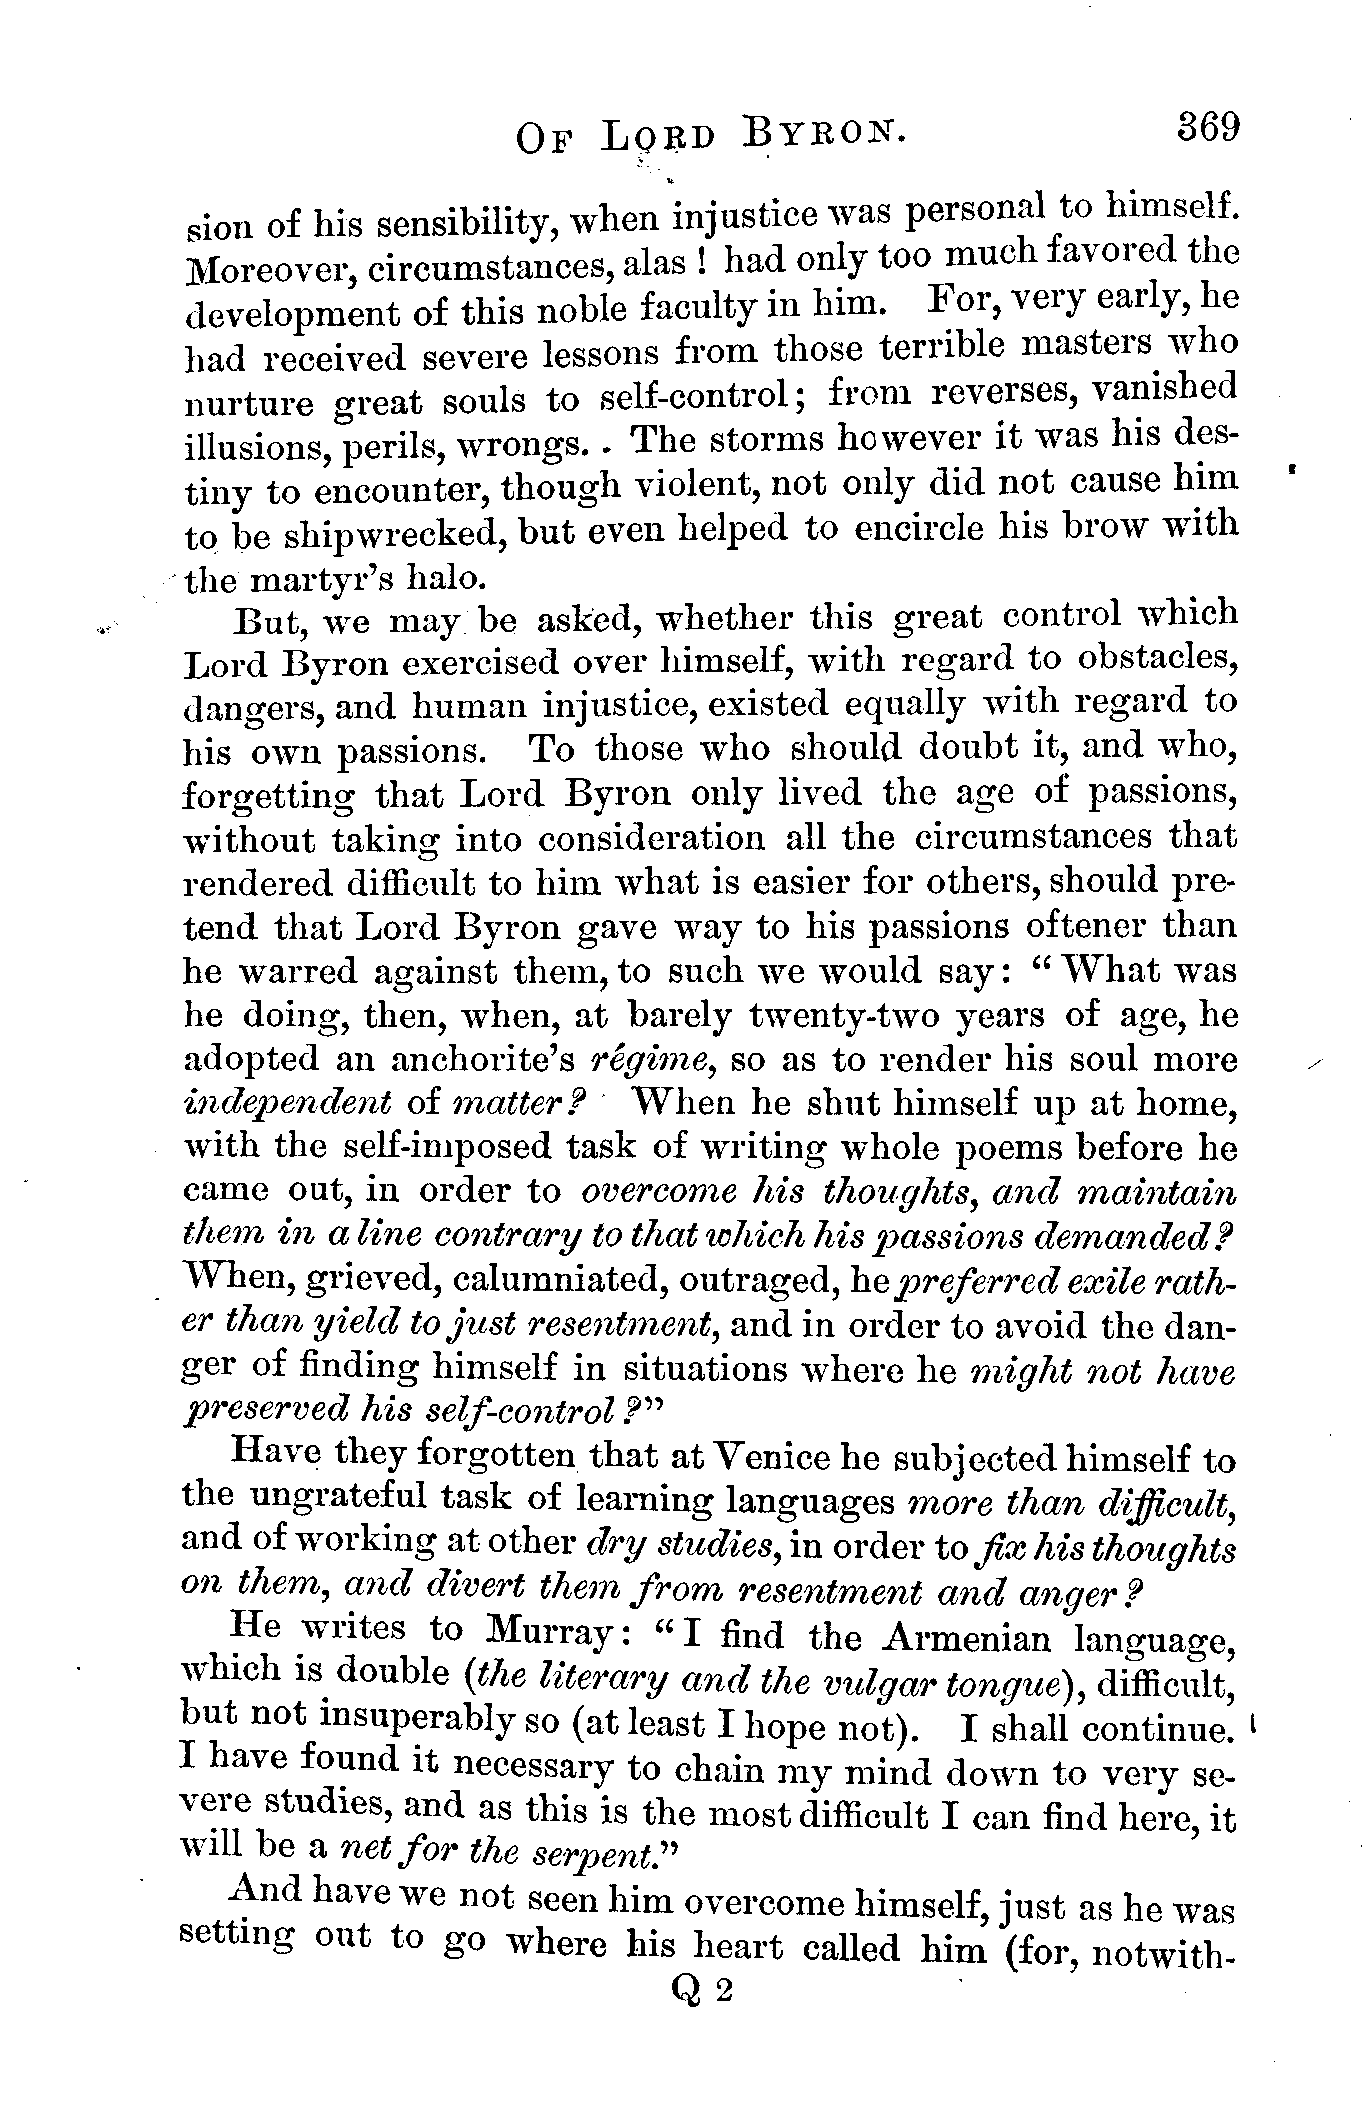 OF LORD BYRON. 369
sion of his sensibility, when injustice was personal to himself.
Moreover, circumstances, alas ! had only too much favored the
development of this noble faculty in him. For, very early, he
had received severe lessons from those terrible masters who
nurture great souls to self-control; from reverses, vanished
illusions, perils, wrongs. . The storms however it was his des-
tiny to encounter, though violent, not only did not cause him
to be shipwrecked, but even helped to encircle his brow with
the martyr's halo.
But, we may be asked, whether this great control which
Lord Byron exercised over himself, with regard to obstacles,
dangers, and human injustice, existed equally with regard to
his own passions. To those who should doubt it, and who,
forgetting that Lord Byron only lived the age of passions,
without taking into consideration all the circumstances that
rendered difficult to him what is easier for others, should pre-
tend that Lord Byron gave way to his passions oftener than
he warred against them, to such we would say: "What was
he doing, then, when, at barely twenty-two years of age, he
adopted an anchorite's régime, so as to render his soul more
independent of matter? When he shut himself up at home,
with the self-imposed task of writing whole poems before he
came out, in order to overcome his thoughts, and maintain
them in a line contrary to that which his passions demanded?
When, grieved, calumniated, outraged, he preferred exile rath-
er than yield to just resentment, and in order to avoid the dan-
ger of finding himself in situations where he might not have
preserved his self-control?"
Have they forgotten that at Venice he subjected himself to
the ungrateful task of learning languages more than difficult,
and of working at other dry studies, in order to fix his thoughts
on them, and divert them from resentment and anger?
He writes to Murray: "I find the Armenian language,
which is double (the literary and the vulgar tongue), difficult,
but not insuperably so (at least I hope not). I shall continue.
I have found it necessary to chain my mind down to very se-
vere studies, and as this is the most difficult I can find here, it
will be a net for the serpent."
And have we not seen him overcome himself, just as he was
setting out to go where his heart called him (for, notwith-
Q 2